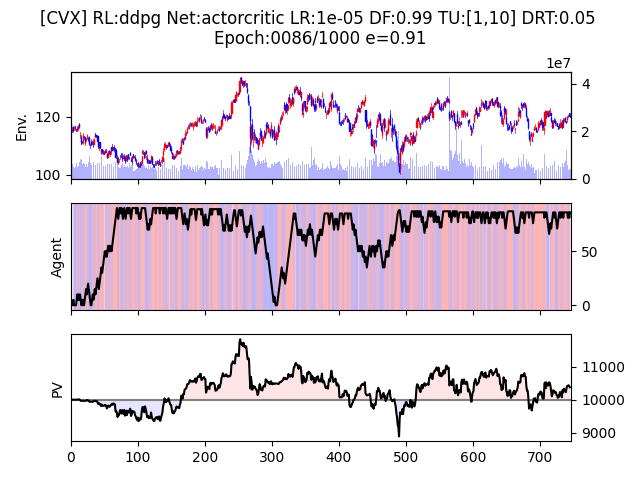 [CVX] RL:ddpg Net:actorcritic LR:1e-05 DF:0.99 TU:[1,10] DRT:0.05
Epoch:0086/1000 e=0.91
1e7
Env.
120
100
4
2
0
Agent
50
0
PV
11000
10000
9000
0 100 200 300 400 500 600 700